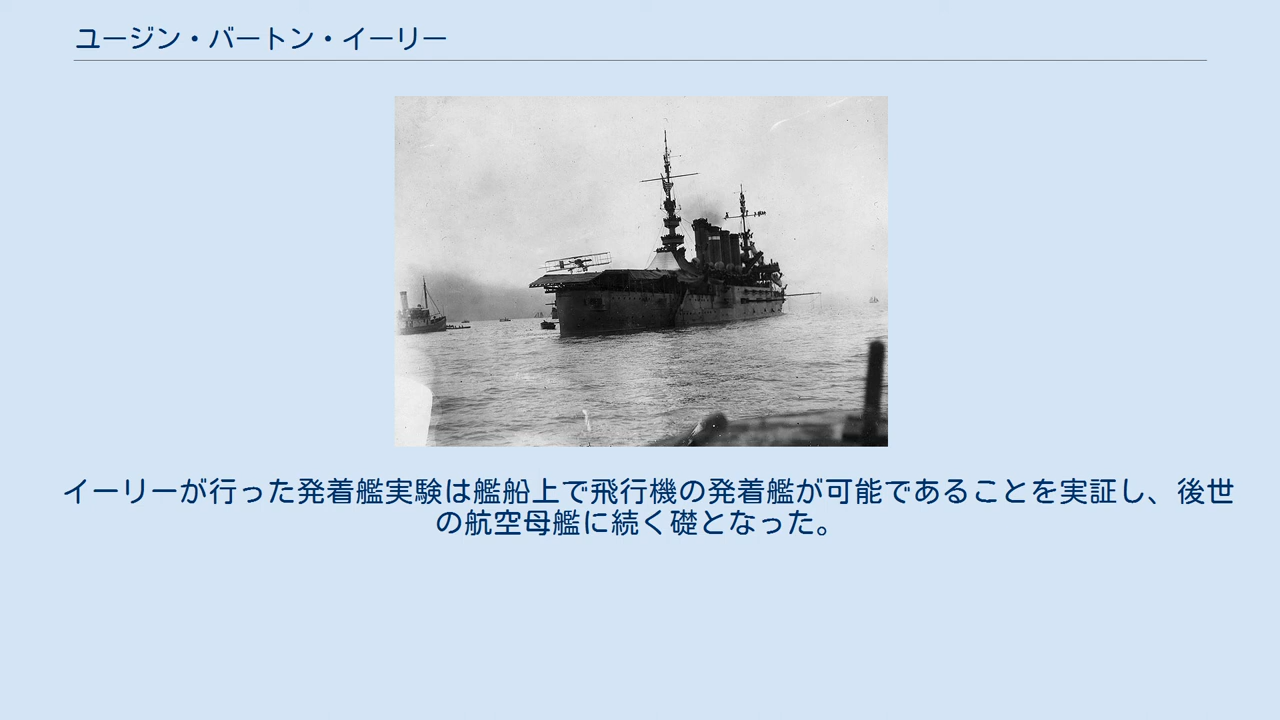 ユージン・バートン・イーリー
イーリーが行った発着艦実験は艦船上で飛行機の発着艦が可能であることを実証し、後世
の航空母艦に続く礎となった。